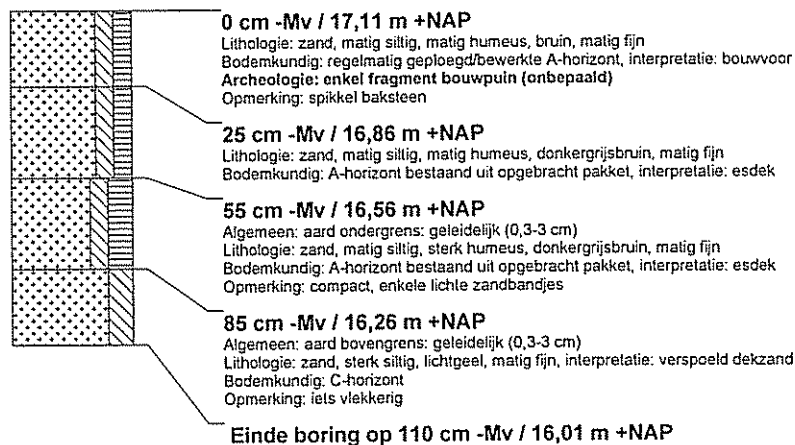 0 cm -Mv / 17,11 m +NAP
Lithologie: zand, matig siltig, matig humeus, bruin, matig fijn
Bodemkundig: regelmatig geploegd/bewerkte A-horizont, interpretatie: bouwvoor
Archeologie: enkel fragment bouwpuin (onbepaald)
Opmerking: spikkel baksteen
25 cm -Mv / 16,86 m +NAP
Lithologie: zand, matig siltig, matig humeus, donkergrijsbruin, matig fijn
Bodemkundig: A-horizont bestaand uit opgebracht pakket, interpretatie: esdek
55 cm -Mv / 16,56 m +NAP
Algemeen: aard ondergrens: geleidelijk (0,3-3 cm)
Lithologie: zand, matig siltig, sterk humeus, donkergrijsbruin, matig fijn
Bodemkundig: A-horizont bestaand uit opgebracht pakket, interpretatie: esdek
Opmerking: compact, enkele lichte zandbandjes
85 cm -Mv / 16,26 m +NAP
Algemeen: aard bovengrens: geleidelijk (0,3-3 cm)
Lithologie: zand, sterk siltig, lichtgeel, matig fijn, interpretatie: verspoeld dekzand
Bodemkundig: C-horizont
Opmerking: iets vlekkerig
Einde boring op 110 cm -Mv / 16,01 m +NAP